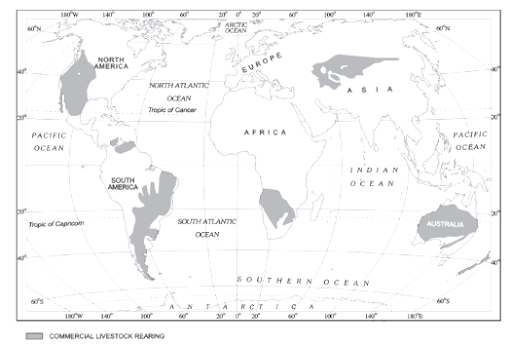 180°W 140° 100° 60° 20° 0° 20° 60° 100° 140° 180°E
ARCTIC
OCEAN
60°N
60°N
NORTH
AMERICA
EUROPE
40°
40°
NORTH ATLANTIC
OCEAN
ASIA
Tropic of Cancer
20°
20°
PACIFIC
OCEAN
AFRICA
PACIFIC
OCEAN
INDIAN
OCEAN
SOUTH
AMERICA
20°
20°
Tropic of Capricorn
SOUTH ATLANTIC
OCEAN
AUSTRALIA
40°
40°
SOUTHERN OCEAN
60°S
60°S
ANTARCTICA
180°W 140° 100° 60° 20° 0° 20° 60° 100° 140° 180°E
COMMERCIAL LIVESTOCK REARING